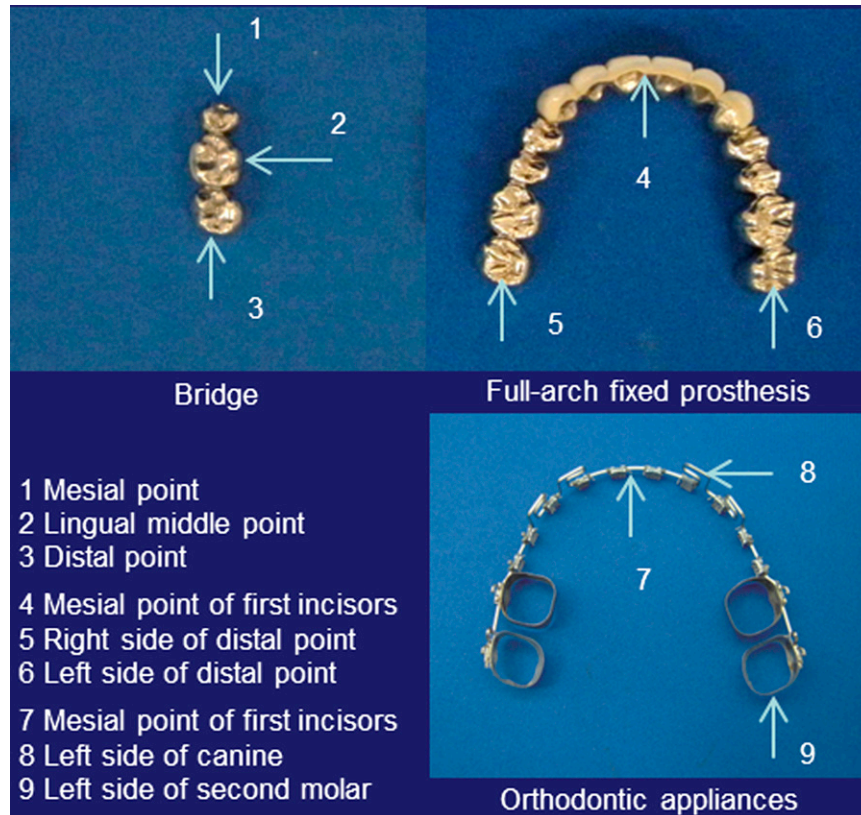 1
2
3
4
5
6
Bridge
Full-arch fixed prosthesis
1 Mesial point
2 Lingual middle point
3 Distal point
4 Mesial point of first incisors
5 Right side of distal point
6 Left side of distal point
7 Mesial point of first incisors
8 Left side of canine
9 Left side of second molar
8
7
9
Orthodontic appliances